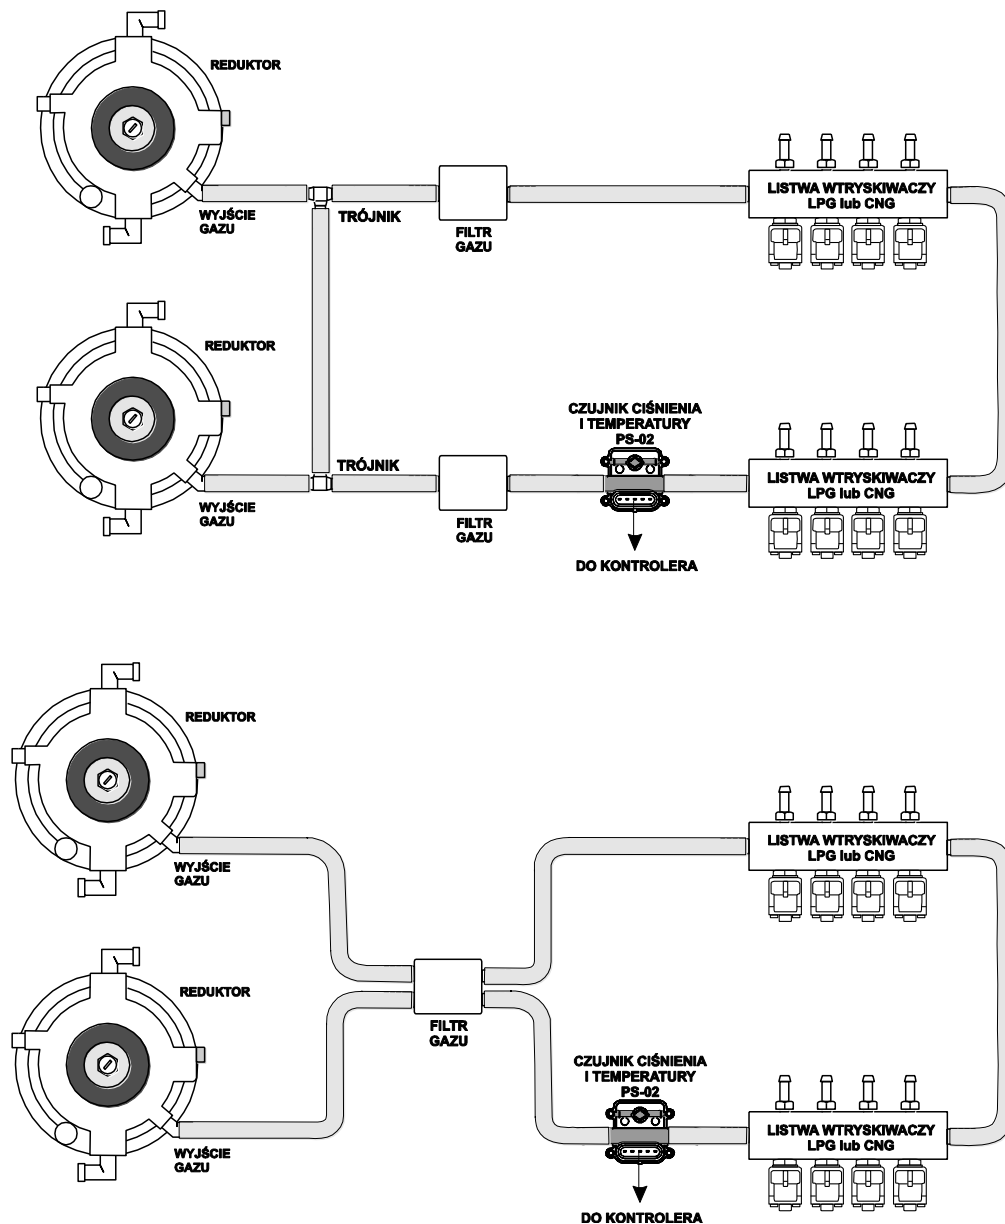 REDUKTOR
WYJŚCIE
GAZU
TRÓJNIK
FILTR
GAZU
LISTWA WTRYSKIWACZY
LPG lub CNG
REDUKTOR
WYJŚCIE
GAZU
TRÓJNIK
FILTR
GAZU
CZUJNIK CIŚNIENIA
I TEMPERATURY
PS-02
DO KONTROLERA
LISTWA WTRYSKIWACZY
LPG lub CNG
REDUKTOR
WYJŚCIE
GAZU
LISTWA WTRYSKIWACZY
LPG lub CNG
REDUKTOR
WYJŚCIE
GAZU
FILTR
GAZU
CZUJNIK CIŚNIENIA
I TEMPERATURY
PS-02
DO KONTROLERA
LISTWA WTRYSKIWACZY
LPG lub CNG